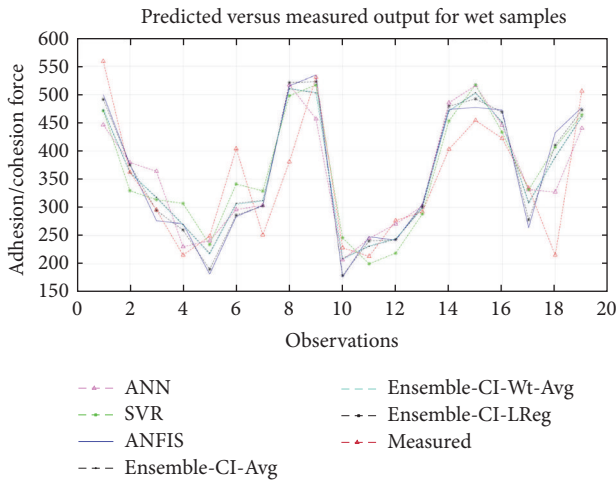 Predicted versus measured output for wet samples
600
550
500
450
400
350
300
250
200
150
Adhesion/cohesion force
0 2 4 6 8 10 12 14 16 18 20
Observations
ANN
SVR
ANFIS
Ensemble-CI-Avg
Ensemble-CI-Wt-Avg
Ensemble-CI-LReg
Measured